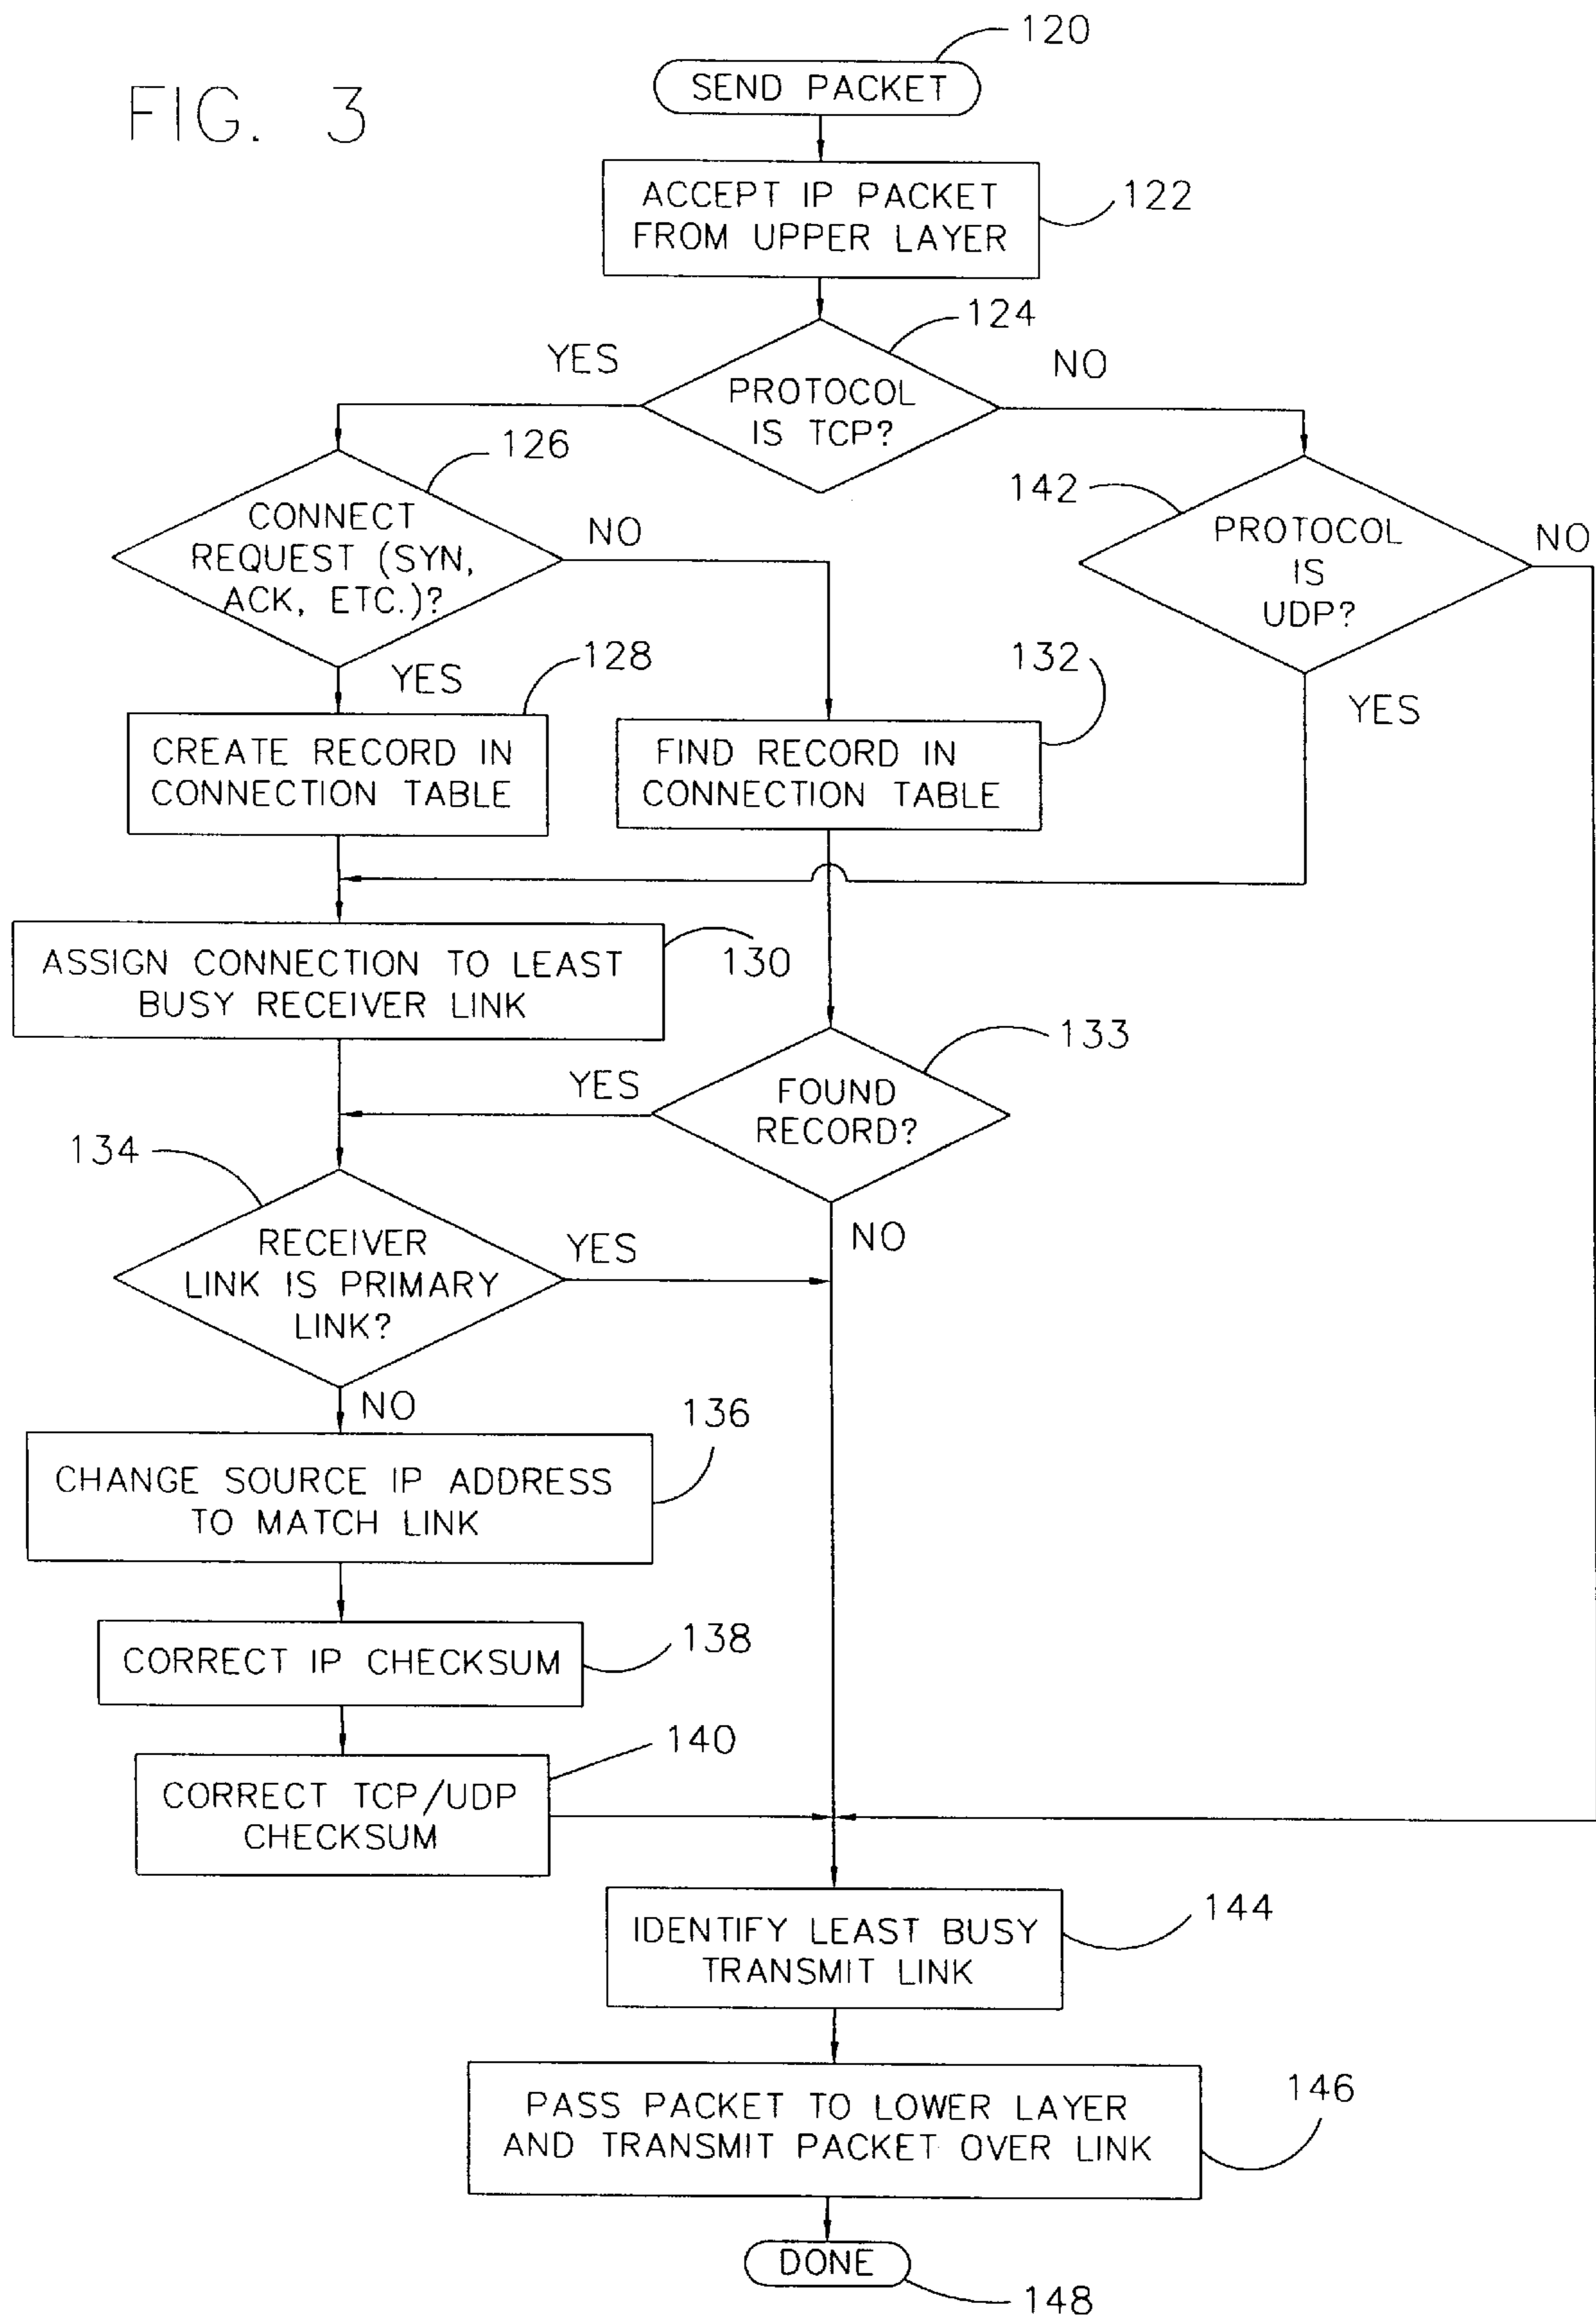 FIG. 3
120
SEND PACKET
ACCEPT IP PACKET
FROM UPPER LAYER
122
124
YES
NO
PROTOCOL
IS TCP?
126
CONNECT
REQUEST (SYN,
ACK, ETC.)?
NO
142
PROTOCOL
IS
UDP?
NO
YES
128
132
YES
CREATE RECORD IN
CONNECTION TABLE
FIND RECORD IN
CONNECTION TABLE
ASSIGN CONNECTION TO LEAST
BUSY RECEIVER LINK
130
133
YES
FOUND
RECORD?
134
NO
RECEIVER
LINK IS PRIMARY
LINK?
YES
NO
136
CHANGE SOURCE IP ADDRESS
TO MATCH LINK
138
CORRECT IP CHECKSUM
140
CORRECT TCP/UDP
CHECKSUM
144
IDENTIFY LEAST BUSY
TRANSMIT LINK
146
PASS PACKET TO LOWER LAYER
AND TRANSMIT PACKET OVER LINK
DONE
148